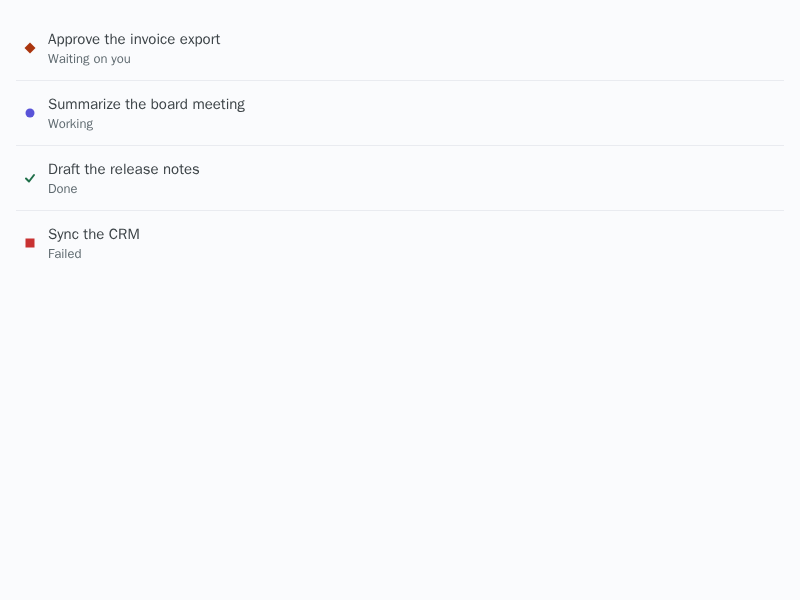 Approve the invoice export
Waiting on you
Summarize the board meeting
Working
Draft the release notes
Done
Sync the CRM
Failed